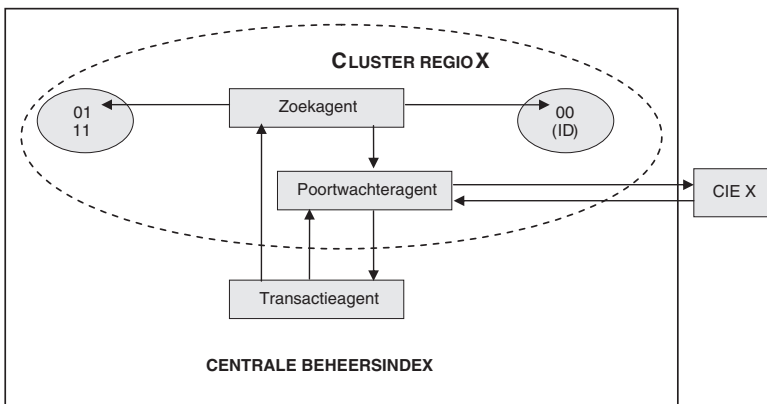 CLUSTER REGIO X
01
11
Zoekagent
00
(ID)
Poortwachteragent
CIE X
Transactieagent
CENTRALE BEHEERSINDEX